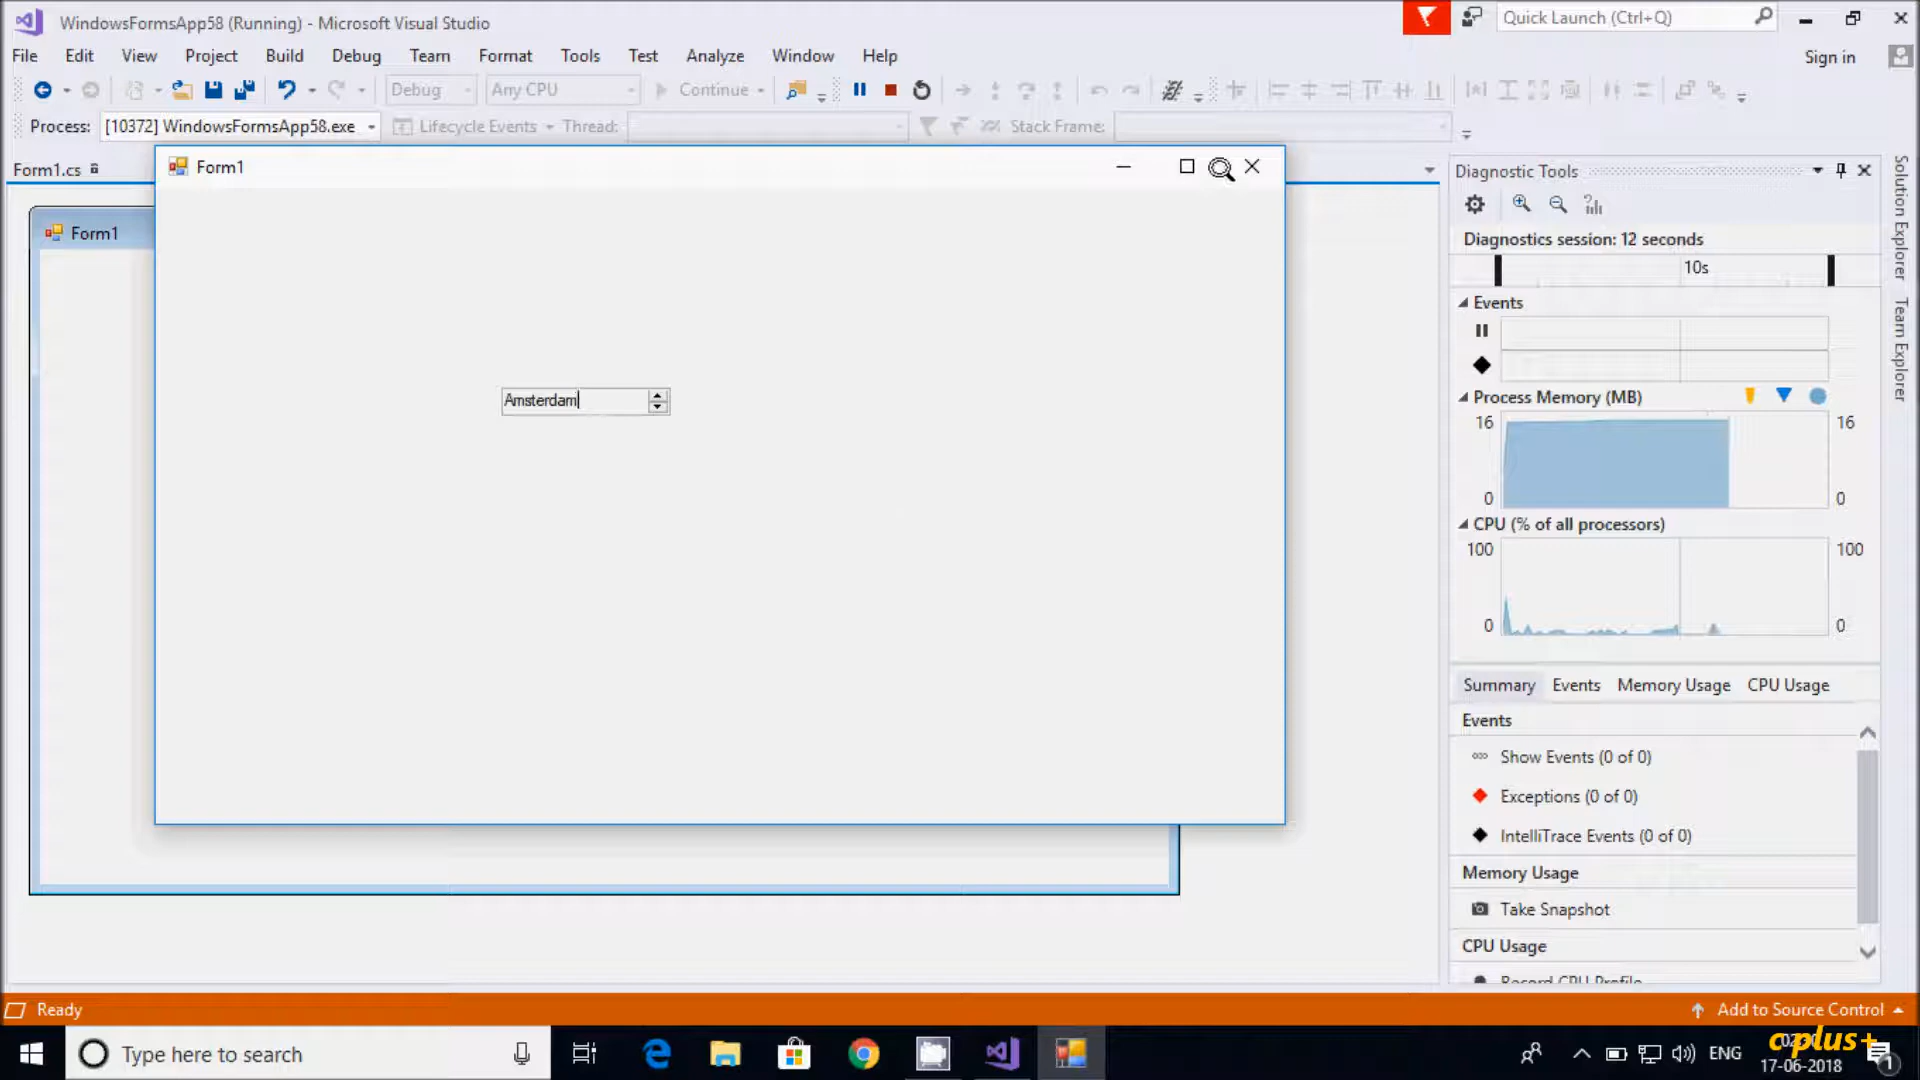 WindowsFormsApp58 (Running) - Microsoft Visual Studio
Quick Launch (Ctrl+Q)
File Edit View Project Build Debug Team Format Tools Test Analyze Window Help
Sign in
Debug Any CPU Continue
Process: [10372] WindowsFormsApp58.exe Lifecycle Events Thread: Stack Frame:
Form1.cs
Form1
Form1
Amsterdam
Diagnostic Tools
Diagnostics session: 12 seconds
10s
Events
Process Memory (MB)
16 16
0 0
CPU (% of all processors)
100 100
0 0
Summary Events Memory Usage CPU Usage
Events
Show Events (0 of 0)
Exceptions (0 of 0)
IntelliTrace Events (0 of 0)
Memory Usage
Take Snapshot
CPU Usage
Record CPU Profile
Solution Explorer
Team Explorer
Ready
Add to Source Control
Type here to search
ENG
cplus+
17-06-2018
1